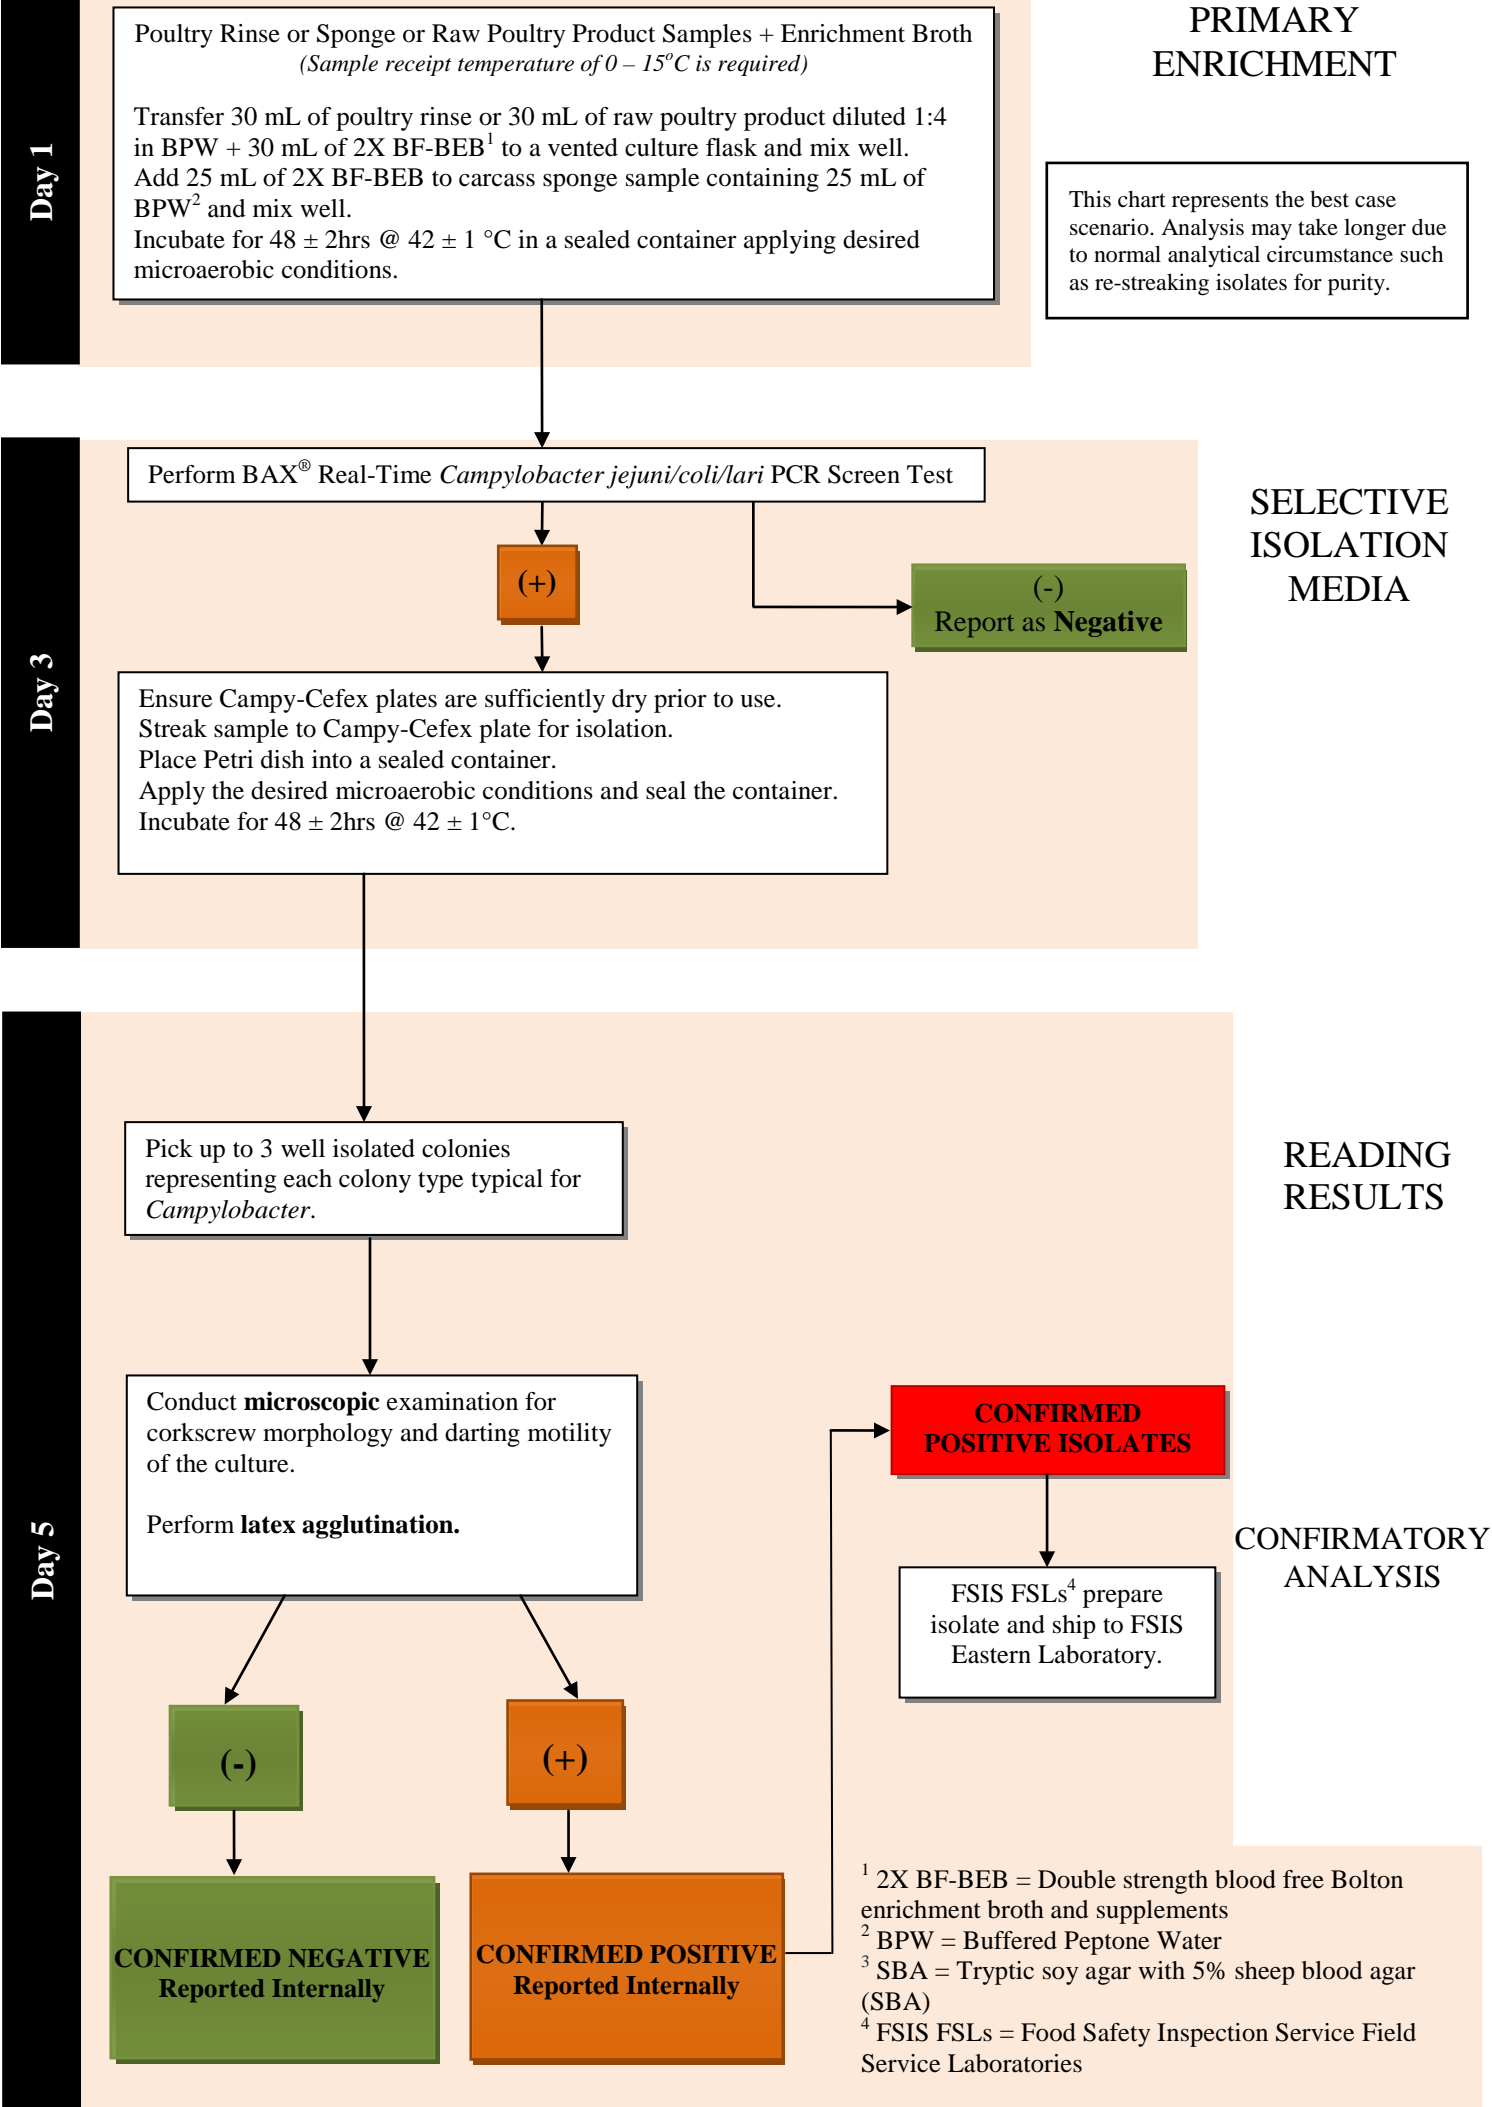 PRIMARY
ENRICHMENT
Day 1
Poultry Rinse or Sponge or Raw Poultry Product Samples + Enrichment Broth
(Sample receipt temperature of 0 – 15°C is required)
Transfer 30 mL of poultry rinse or 30 mL of raw poultry product diluted 1:4
in BPW + 30 mL of 2X BF-BEB¹ to a vented culture flask and mix well.
Add 25 mL of 2X BF-BEB to carcass sponge sample containing 25 mL of
BPW² and mix well.
Incubate for 48 ± 2hrs @ 42 ± 1 °C in a sealed container applying desired
microaerobic conditions.
This chart represents the best case
scenario. Analysis may take longer due
to normal analytical circumstance such
as re-streaking isolates for purity.
Day 3
Perform BAX® Real-Time Campylobacter jejuni/coli/lari PCR Screen Test
SELECTIVE
ISOLATION
MEDIA
(+)
(-)
Report as Negative
Ensure Campy-Cefex plates are sufficiently dry prior to use.
Streak sample to Campy-Cefex plate for isolation.
Place Petri dish into a sealed container.
Apply the desired microaerobic conditions and seal the container.
Incubate for 48 ± 2hrs @ 42 ± 1°C.
Day 5
Pick up to 3 well isolated colonies
representing each colony type typical for
Campylobacter.
READING
RESULTS
Conduct microscopic examination for
corkscrew morphology and darting motility
of the culture.
Perform latex agglutination.
CONFIRMED
POSITIVE ISOLATES
CONFIRMATORY
ANALYSIS
FSIS FSLs⁴ prepare
isolate and ship to FSIS
Eastern Laboratory.
(-)
(+)
CONFIRMED NEGATIVE
Reported Internally
CONFIRMED POSITIVE
Reported Internally
¹ 2X BF-BEB = Double strength blood free Bolton
enrichment broth and supplements
² BPW = Buffered Peptone Water
³ SBA = Tryptic soy agar with 5% sheep blood agar
(SBA)
⁴ FSIS FSLs = Food Safety Inspection Service Field
Service Laboratories